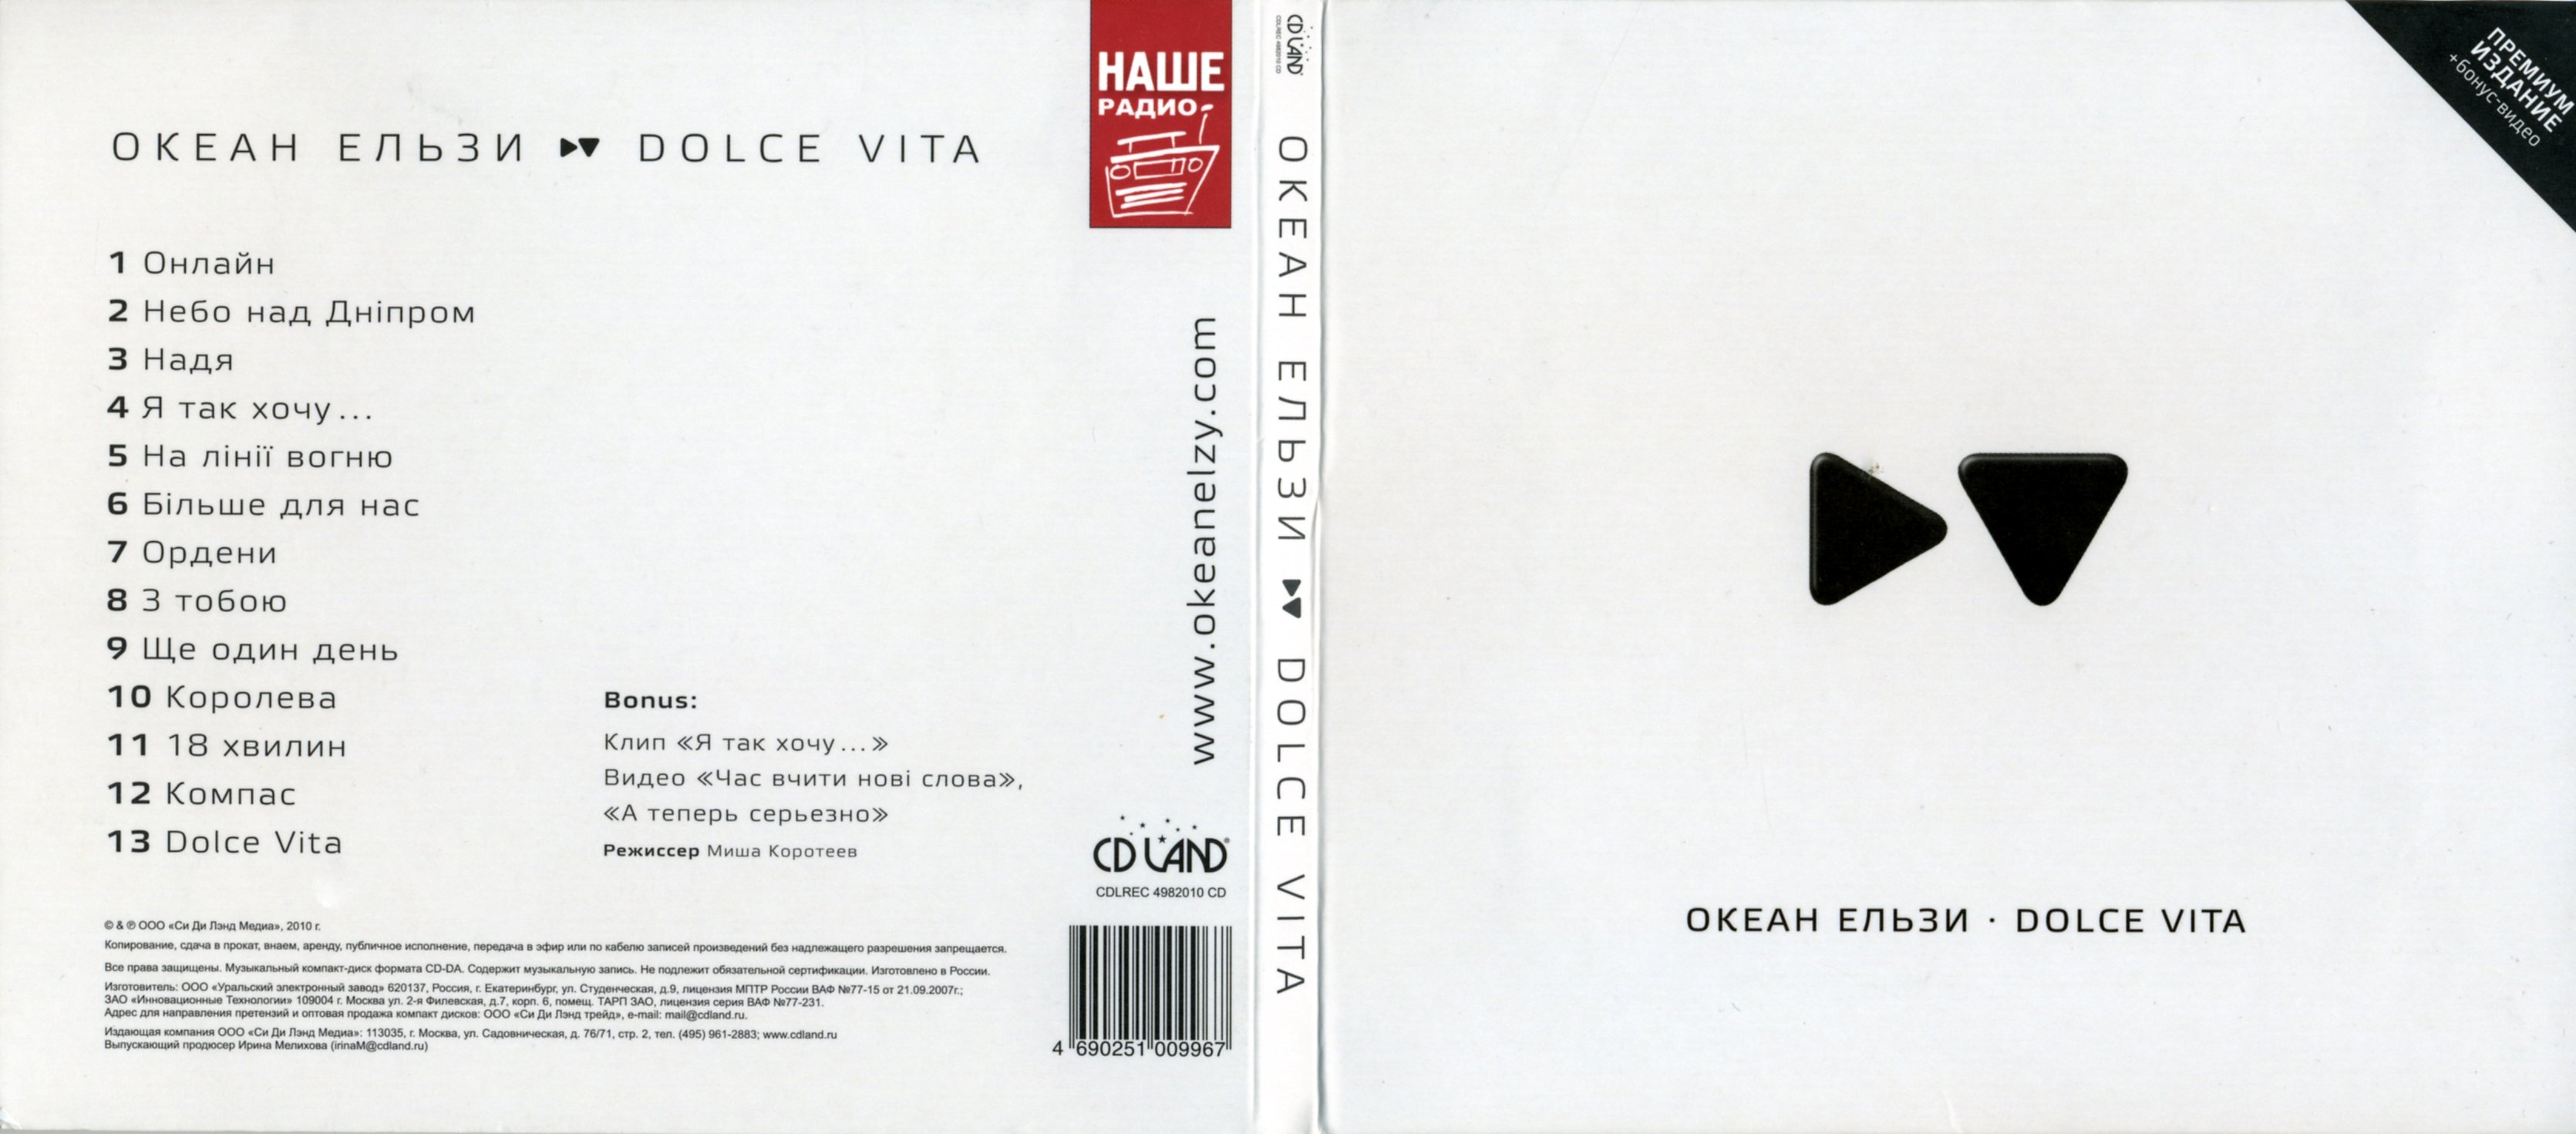 ОКЕАН ЕЛЬЗИ DOLCE VITA
1 Онлайн
2 Небо над Дніпром
3 Надя
4 Я так хочу...
5 На лінії вогню
6 Більше для нас
7 Ордени
8 З тобою
9 Ще один день
10 Королева
11 18 хвилин
12 Компас
13 Dolce Vita
Bonus:
Клип «Я так хочу...»
Видео «Час вчити нові слова»,
«А теперь серьезно»
Режиссер Миша Коротеев
© & ℗ ООО «Си Ди Лэнд Медиа», 2010 г.
Копирование, сдача в прокат, внаем, аренду, публичное исполнение, передача в эфир или по кабелю записей произведений без надлежащего разрешения запрещается.
Все права защищены. Музыкальный компакт-диск формата CD-DA. Содержит музыкальную запись. Не подлежит обязательной сертификации. Изготовлено в России.
Изготовитель: ООО «Уральский электронный завод» 620137, Россия, г. Екатеринбург, ул. Студенческая, д.9, лицензия МПТР России ВАФ №77-15 от 21.09.2007г.;
ЗАО «Инновационные Технологии» 109004 г. Москва ул. 2-я Филевская, д.7, корп. 6, помещ. ТАРП ЗАО, лицензия серия ВАФ №77-231.
Адрес для направления претензий и оптовая продажа компакт дисков: ООО «Си Ди Лэнд трейд», e-mail: mail@cdland.ru.
Издающая компания ООО «Си Ди Лэнд Медиа»: 113035, г. Москва, ул. Садовническая, д. 76/71, стр. 2, тел. (495) 961-2883; www.cdland.ru
Выпускающий продюсер Ирина Мелихова (irinaM@cdland.ru)
НАШЕ
РАДИО
www.okeanelzy.com
CD LAND®
CDLREC 4982010 CD
4 690251 009967
CD LAND
CDLREC 4982010 CD
ОКЕАН ЕЛЬЗИ DOLCE VITA
ПРЕМИУМ
ИЗДАНИЕ
+бонус-видео
ОКЕАН ЕЛЬЗИ · DOLCE VITA